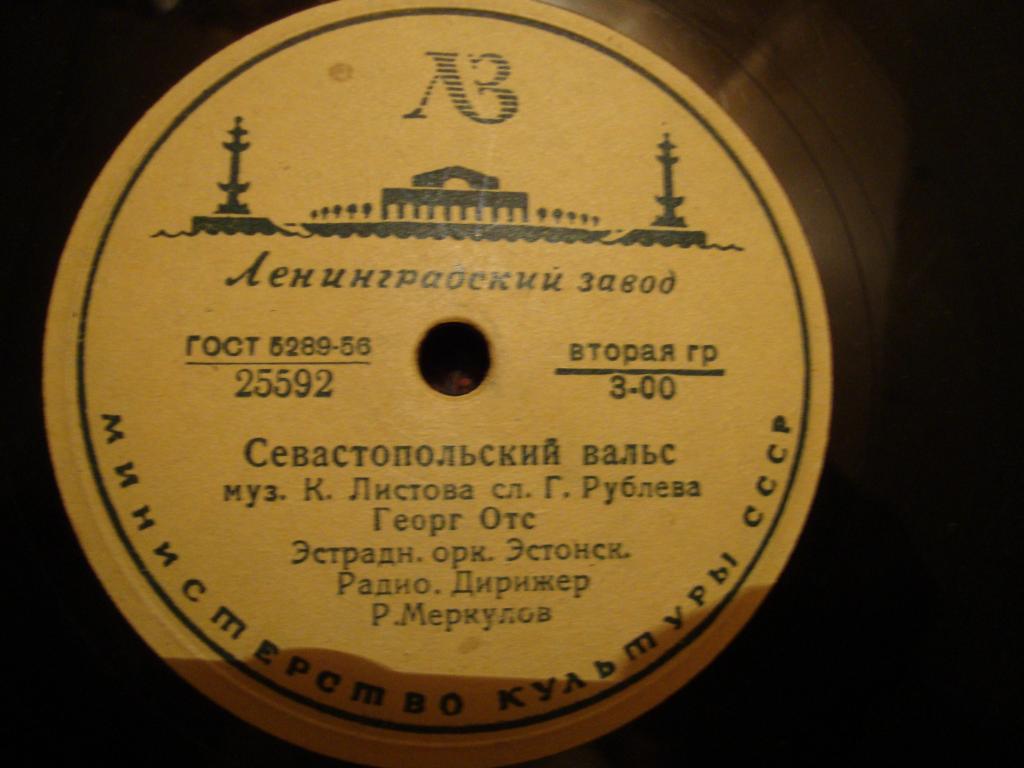 ЛЗ
Ленинградский завод
ГОСТ 5289-56
25592
вторая гр
3-00
Севастопольский вальс
муз. К. Листова сл. Г. Рублева
Георг Отс
Эстрадн. орк. Эстонск.
Радио. Дирижер
Р.Меркулов
МИНИСТЕРСТВО КУЛЬТУРЫ СССР